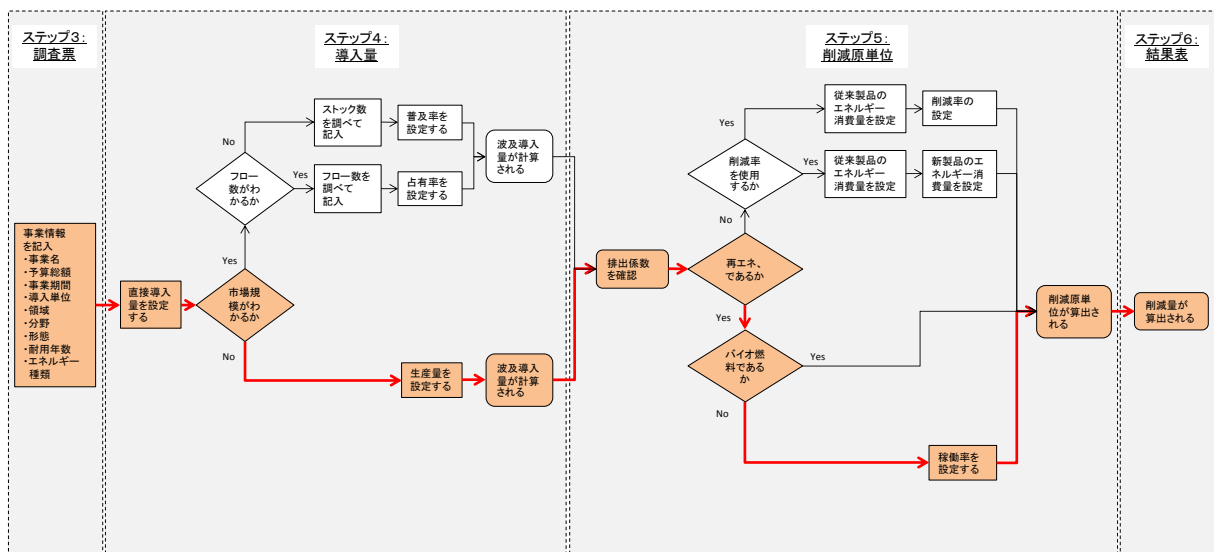 ステップ3：
調査票
事業情報
を記入
・事業名
・予算総額
・事業期間
・導入単位
・領域
・分野
・形態
・耐用年数
・エネルギー
種類
ステップ4：
導入量
直接導入
量を設定
する
市場規
模がわ
かるか
Yes
No
フロー
数がわ
かるか
No
Yes
ストック数
を調べて
記入
普及率を
設定する
フロー数を
調べて
記入
占有率を
設定する
波及導入
量が計算
される
生産量を
設定する
波及導入
量が計算
される
ステップ5：
削減原単位
排出係数
を確認
再エネ、
であるか
No
Yes
削減率
を使用
するか
Yes
Yes
従来製品の
エネルギー
消費量を設定
削減率の
設定
従来製品の
エネルギー
消費量を設定
新製品のエ
ネルギー消
費量を設定
バイオ燃
料である
か
Yes
No
稼働率を
設定する
削減原単
位が算出さ
れる
ステップ6：
結果表
削減量が
算出される